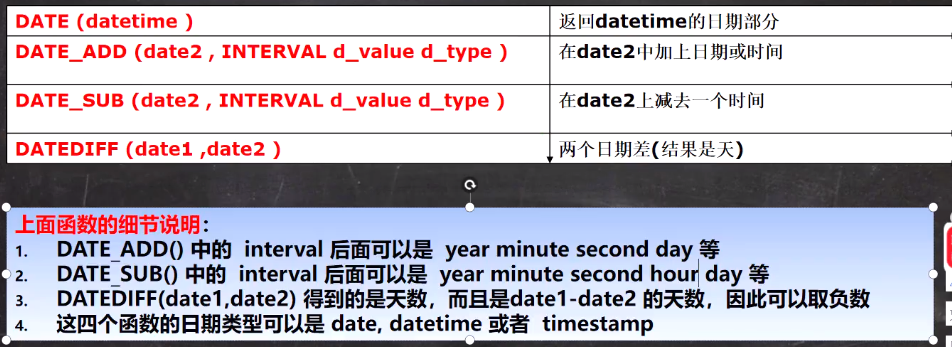 DATE (datetime )
返回datetime的日期部分
DATE_ADD (date2 , INTERVAL d_value d_type )
在date2中加上日期或时间
DATE_SUB (date2 , INTERVAL d_value d_type )
在date2上减去一个时间
DATEDIFF (date1 ,date2 )
两个日期差(结果是天)
上面函数的细节说明：
1. DATE_ADD() 中的 interval 后面可以是 year minute second day 等
2. DATE_SUB() 中的 interval 后面可以是 year minute second hour day 等
3. DATEDIFF(date1,date2) 得到的是天数，而且是date1-date2 的天数，因此可以取负数
4. 这四个函数的日期类型可以是 date, datetime 或者 timestamp